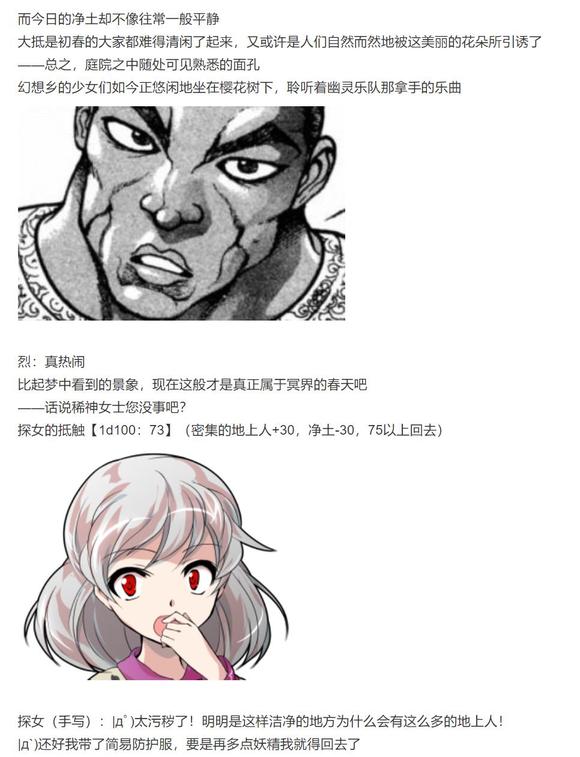 而今日的净土却不像往常一般平静
大抵是初春的大家都难得清闲了起来，又或许是人们自然而然地被这美丽的花朵所引诱了
——总之，庭院之中随处可见熟悉的面孔
幻想乡的少女们如今正悠闲地坐在樱花树下，聆听着幽灵乐队那拿手的乐曲
烈：真热闹
比起梦中看到的景象，现在这般才是真正属于冥界的春天吧
——话说稀神女士您没事吧？
探女的抵触【1d100：73】（密集的地上人+30，净土-30，75以上回去）
探女（手写）：|дﾟ)太污秽了！明明是这样洁净的地方为什么会有这么多的地上人！
|д`)还好我带了简易防护服，要是再多点妖精我就得回去了